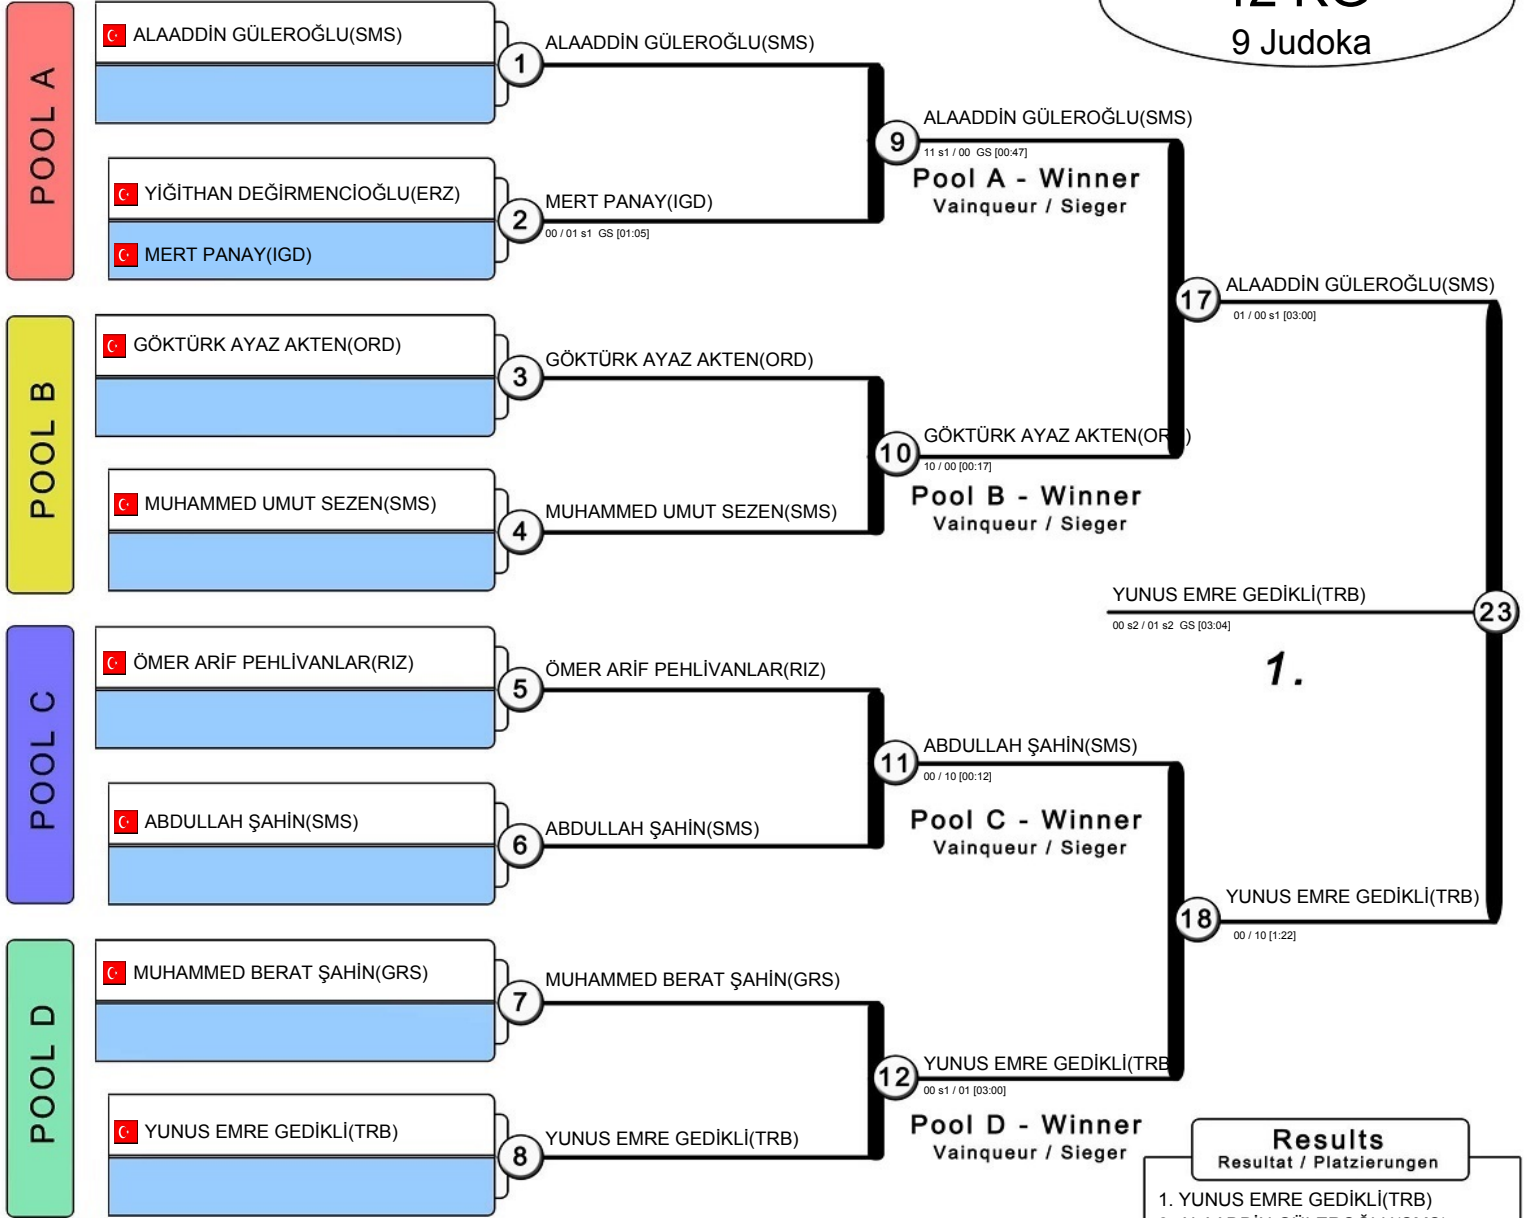 9 Judoka
POOL A
ALAADDİN GÜLEROĞLU(SMS)
1
ALAADDİN GÜLEROĞLU(SMS)
YİĞİTHAN DEĞİRMENCİOĞLU(ERZ)
MERT PANAY(IGD)
2
MERT PANAY(IGD)
00 / 01 s1 GS [01:05]
9
ALAADDİN GÜLEROĞLU(SMS)
11 s1 / 00 GS [00:47]
Pool A - Winner
Vainqueur / Sieger
POOL B
GÖKTÜRK AYAZ AKTEN(ORD)
3
GÖKTÜRK AYAZ AKTEN(ORD)
MUHAMMED UMUT SEZEN(SMS)
4
MUHAMMED UMUT SEZEN(SMS)
10
GÖKTÜRK AYAZ AKTEN(ORD)
10 / 00 [00:17]
Pool B - Winner
Vainqueur / Sieger
17
ALAADDİN GÜLEROĞLU(SMS)
01 / 00 s1 [03:00]
YUNUS EMRE GEDİKLİ(TRB)
23
00 s2 / 01 s2 GS [03:04]
1.
POOL C
ÖMER ARİF PEHLİVANLAR(RIZ)
5
ÖMER ARİF PEHLİVANLAR(RIZ)
ABDULLAH ŞAHİN(SMS)
6
ABDULLAH ŞAHİN(SMS)
11
ABDULLAH ŞAHİN(SMS)
00 / 10 [00:12]
Pool C - Winner
Vainqueur / Sieger
18
YUNUS EMRE GEDİKLİ(TRB)
00 / 10 [1:22]
POOL D
MUHAMMED BERAT ŞAHİN(GRS)
7
MUHAMMED BERAT ŞAHİN(GRS)
YUNUS EMRE GEDİKLİ(TRB)
8
YUNUS EMRE GEDİKLİ(TRB)
12
YUNUS EMRE GEDİKLİ(TRB
00 s1 / 01 [03:00]
Pool D - Winner
Vainqueur / Sieger
Results
Resultat / Platzierungen
1. YUNUS EMRE GEDİKLİ(TRB)